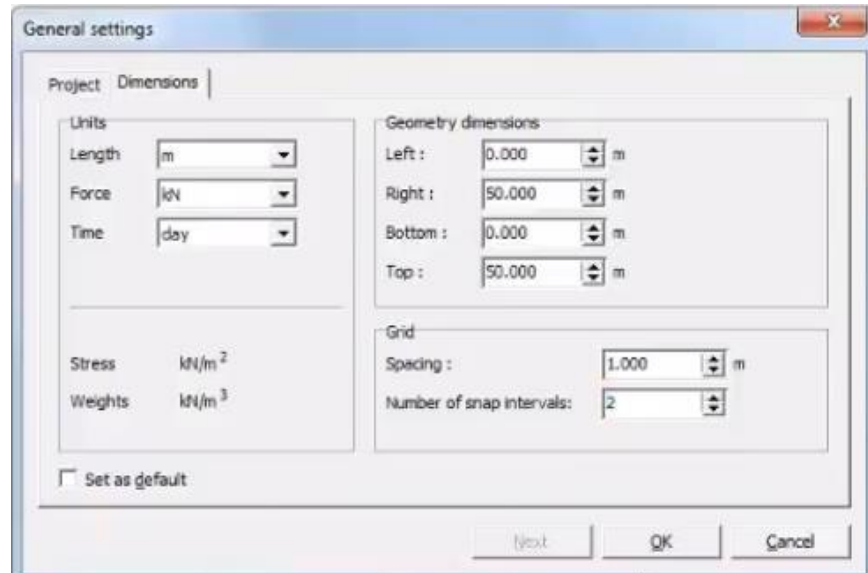 General settings
Project Dimensions
Units
Length m
Force kN
Time day
Stress kN/m²
Weights kN/m³
Geometry dimensions
Left : 0.000 m
Right : 50.000 m
Bottom : 0.000 m
Top : 50.000 m
Grid
Spacing : 1.000 m
Number of snap intervals: 2
Set as default
Next OK Cancel